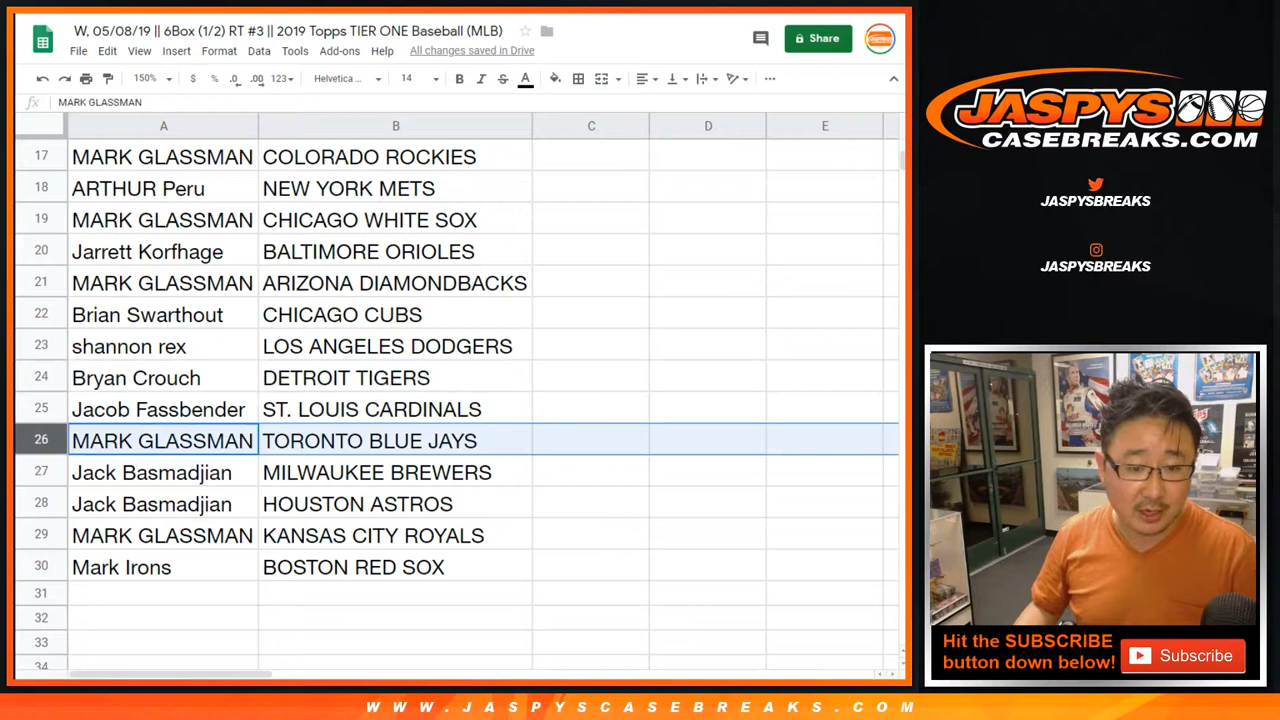 W, 05/08/19 || 6Box (1/2) RT #3 || 2019 Topps TIER ONE Baseball (MLB)
File Edit View Insert Format Data Tools Add-ons Help All changes saved in Drive
Share
150% $ % .0 .00 123 Helvetica ... 14 B I S A
fx MARK GLASSMAN
A B C D E
17 MARK GLASSMAN COLORADO ROCKIES
18 ARTHUR Peru NEW YORK METS
19 MARK GLASSMAN CHICAGO WHITE SOX
20 Jarrett Korfhage BALTIMORE ORIOLES
21 MARK GLASSMAN ARIZONA DIAMONDBACKS
22 Brian Swarthout CHICAGO CUBS
23 shannon rex LOS ANGELES DODGERS
24 Bryan Crouch DETROIT TIGERS
25 Jacob Fassbender ST. LOUIS CARDINALS
26 MARK GLASSMAN TORONTO BLUE JAYS
27 Jack Basmadjian MILWAUKEE BREWERS
28 Jack Basmadjian HOUSTON ASTROS
29 MARK GLASSMAN KANSAS CITY ROYALS
30 Mark Irons BOSTON RED SOX
31
32
33
34
JASPYS
CASEBREAKS.COM
JASPYSBREAKS
JASPYSBREAKS
Hit the SUBSCRIBE
button down below!
Subscribe
WWW.JASPYSCASEBREAKS.COM